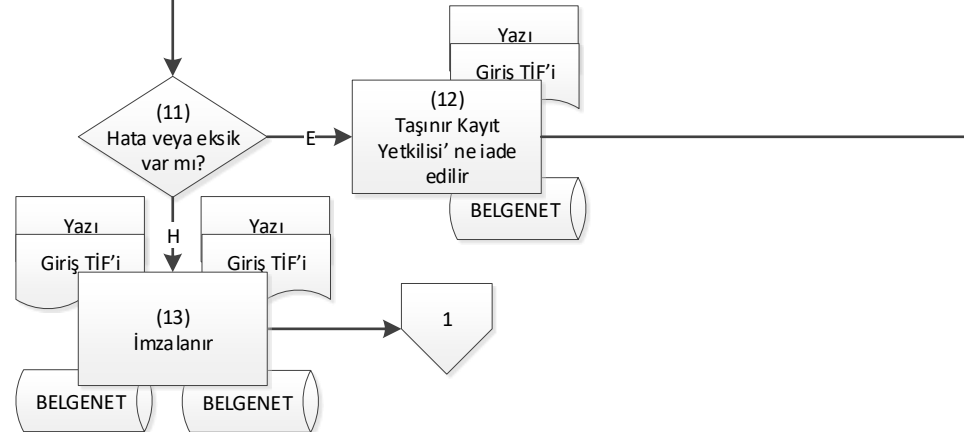 Yazı
Giriş TİF'i
(11)
Hata veya eksik
var mı?
E
(12)
Taşınır Kayıt
Yetkilisi' ne iade
edilir
BELGENET
H
Yazı
Giriş TİF'i
Yazı
Giriş TİF'i
(13)
İmzalanır
1
BELGENET
BELGENET